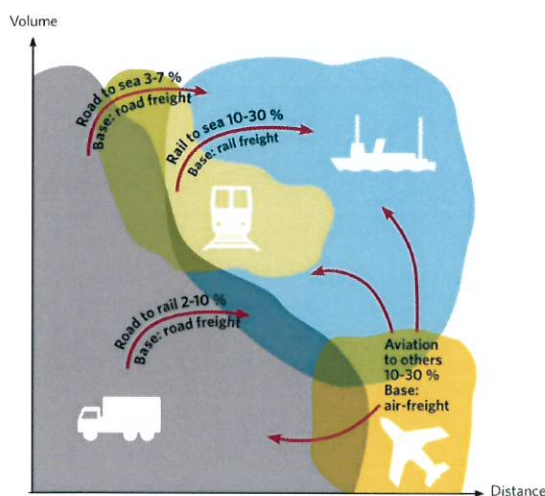 Volume
Road to sea 3-7 %
Base: road freight
Rail to sea 10-30 %
Base: rail freight
Road to rail 2-10 %
Base: road freight
Aviation
to others
10-30 %
Base:
air-freight
Distance